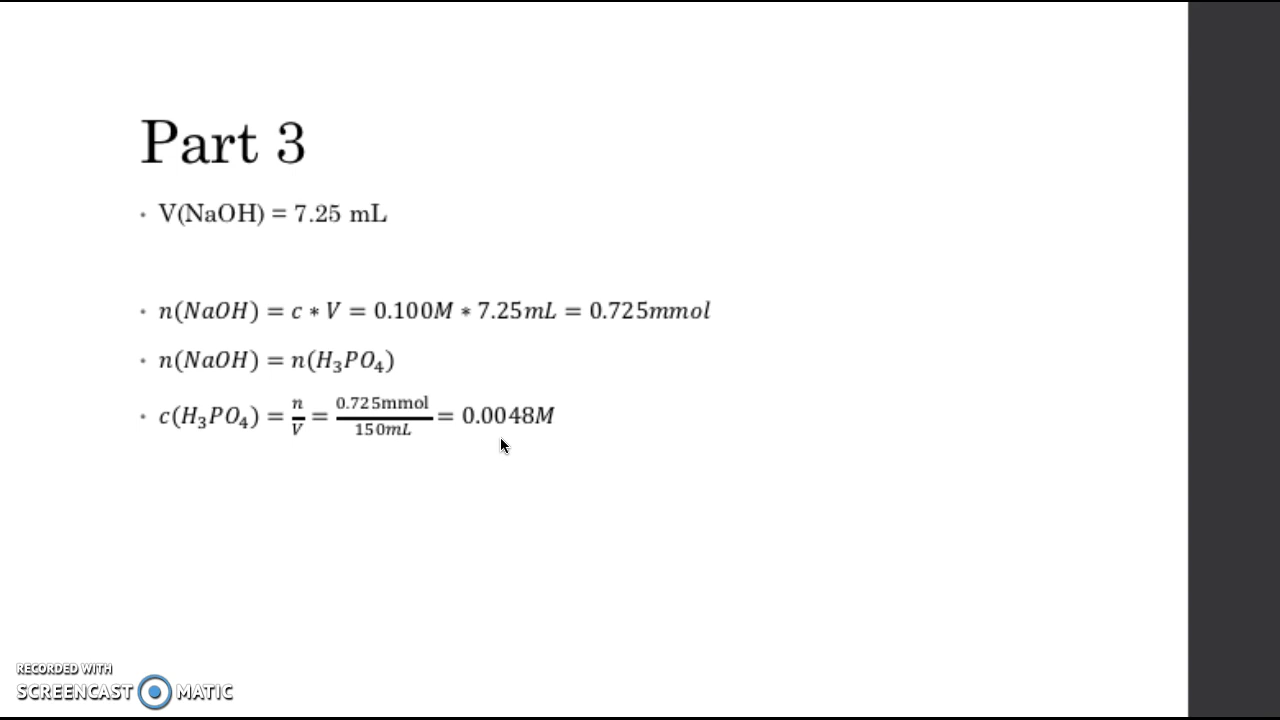 Part 3
• V(NaOH) = 7.25 mL
• n(NaOH) = c ∗ V = 0.100M ∗ 7.25mL = 0.725mmol
• n(NaOH) = n(H₃PO₄)
• c(H₃PO₄) = n/V = 0.725mmol/150mL = 0.0048M
RECORDED WITH
SCREENCAST MATIC